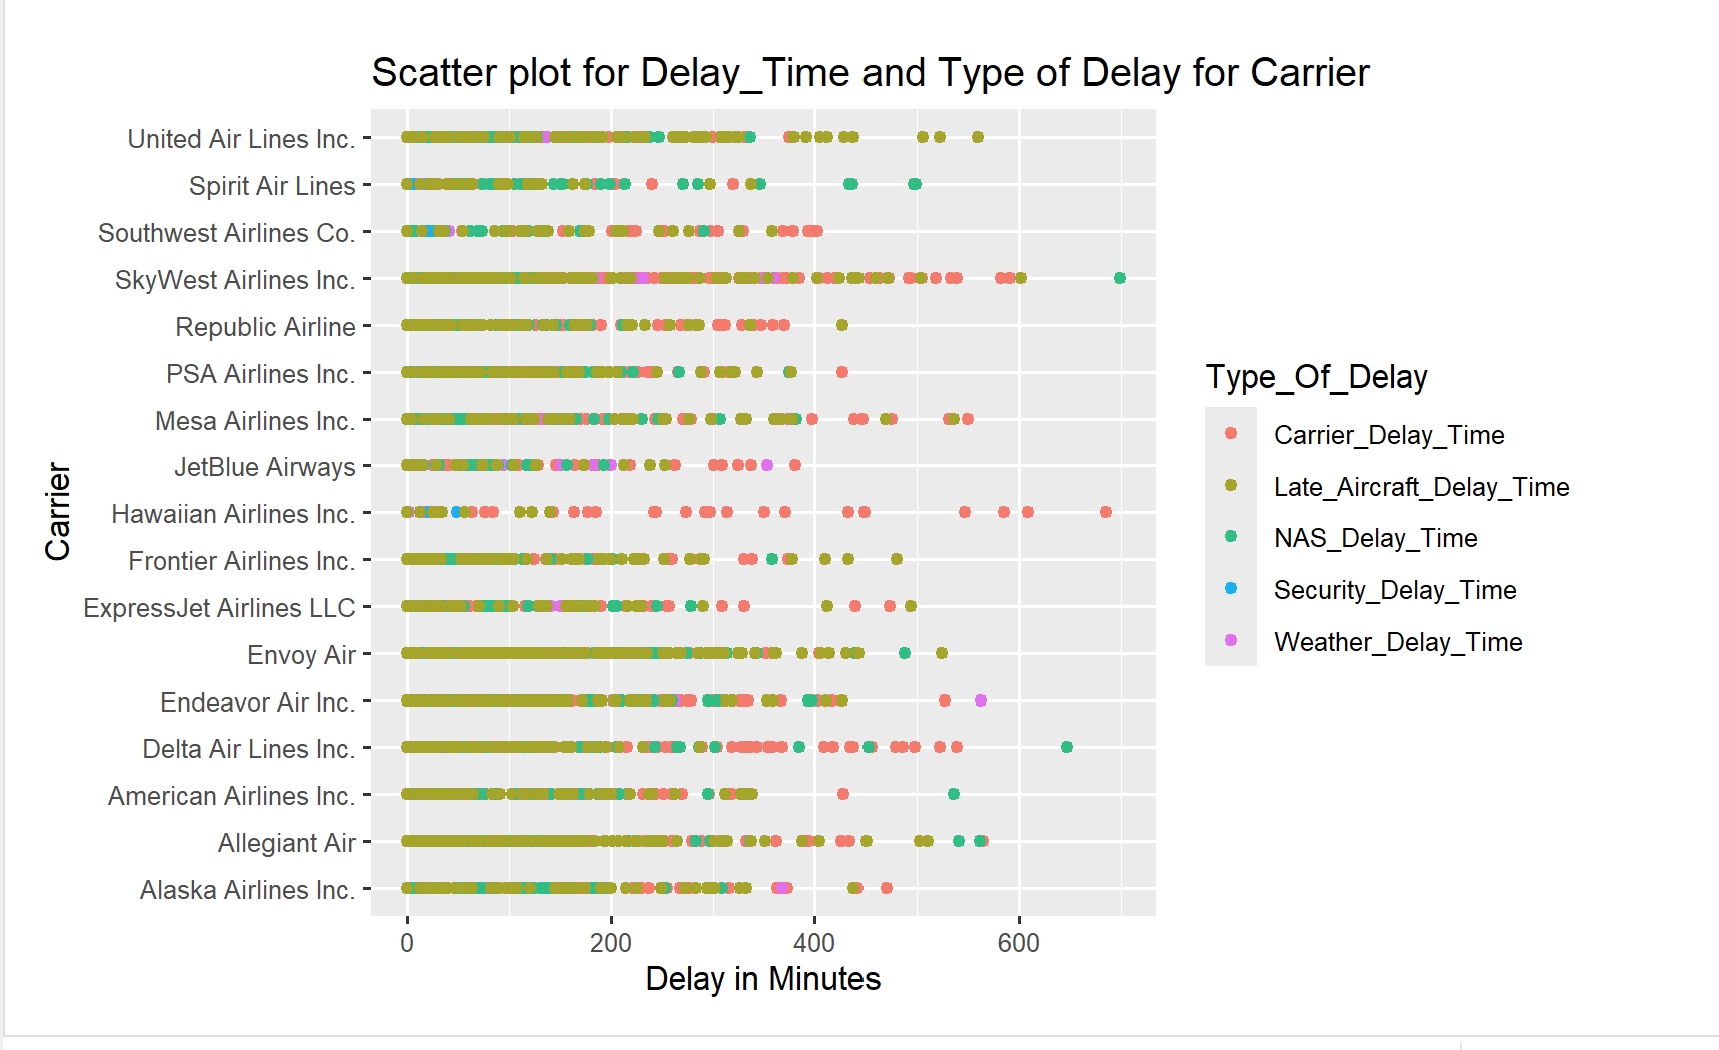 Scatter plot for Delay_Time and Type of Delay for Carrier
United Air Lines Inc.
Spirit Air Lines
Southwest Airlines Co.
SkyWest Airlines Inc.
Republic Airline
PSA Airlines Inc.
Mesa Airlines Inc.
JetBlue Airways
Hawaiian Airlines Inc.
Frontier Airlines Inc.
ExpressJet Airlines LLC
Envoy Air
Endeavor Air Inc.
Delta Air Lines Inc.
American Airlines Inc.
Allegiant Air
Alaska Airlines Inc.
Carrier
0 200 400 600
Delay in Minutes
Type_Of_Delay
Carrier_Delay_Time
Late_Aircraft_Delay_Time
NAS_Delay_Time
Security_Delay_Time
Weather_Delay_Time